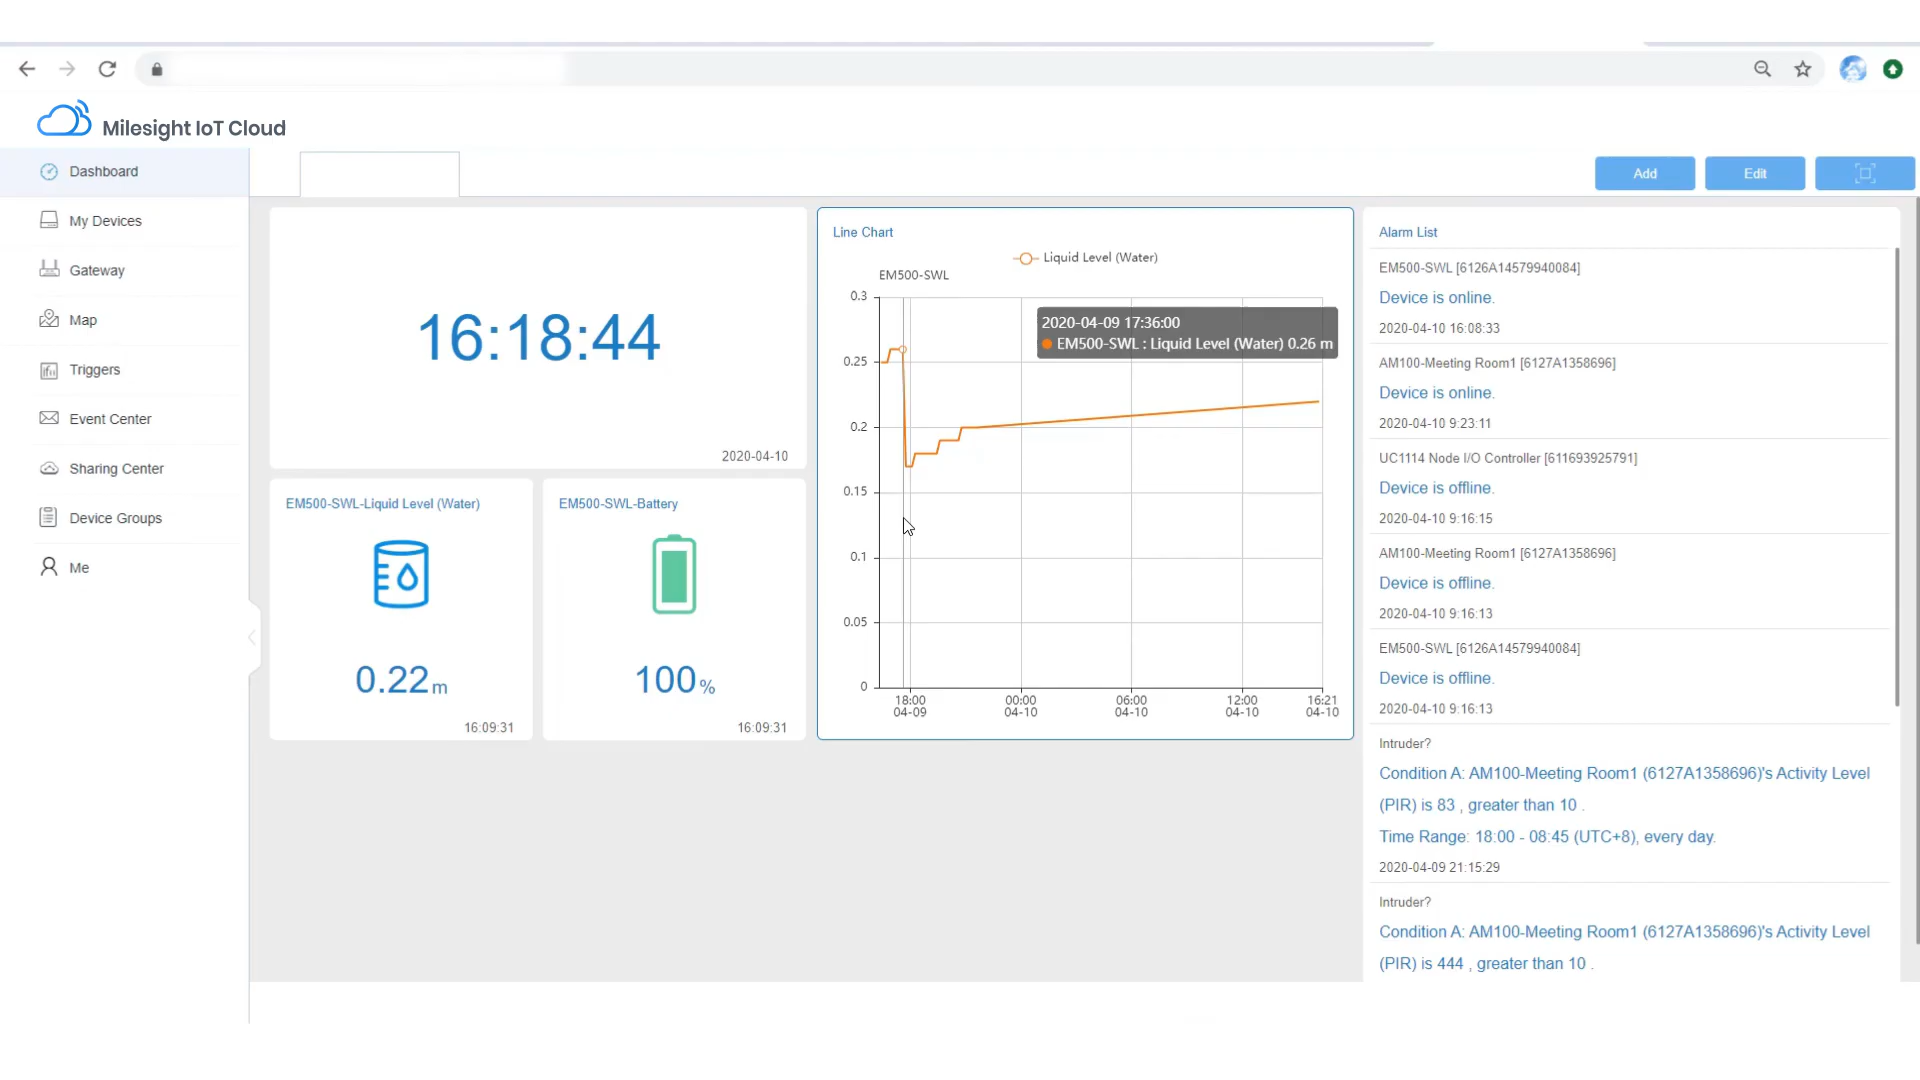 Milesight IoT Cloud
Dashboard
My Devices
Gateway
Map
Triggers
Event Center
Sharing Center
Device Groups
Me
Add
Edit
16:18:44
2020-04-10
EM500-SWL-Liquid Level (Water)
0.22 m
16:09:31
EM500-SWL-Battery
100 %
16:09:31
Line Chart
Liquid Level (Water)
EM500-SWL
0.3
0.25
0.2
0.15
0.1
0.05
0
2020-04-09 17:36:00
EM500-SWL : Liquid Level (Water) 0.26 m
18:00 00:00 06:00 12:00 16:21
04-09 04-10 04-10 04-10 04-10
Alarm List
EM500-SWL [6126A14579940084]
Device is online.
2020-04-10 16:08:33
AM100-Meeting Room1 [6127A1358696]
Device is online.
2020-04-10 9:23:11
UC1114 Node I/O Controller [611693925791]
Device is offline.
2020-04-10 9:16:15
AM100-Meeting Room1 [6127A1358696]
Device is offline.
2020-04-10 9:16:13
EM500-SWL [6126A14579940084]
Device is offline.
2020-04-10 9:16:13
Intruder?
Condition A: AM100-Meeting Room1 (6127A1358696)'s Activity Level
(PIR) is 83 , greater than 10 .
Time Range: 18:00 - 08:45 (UTC+8), every day.
2020-04-09 21:15:29
Intruder?
Condition A: AM100-Meeting Room1 (6127A1358696)'s Activity Level
(PIR) is 444 , greater than 10 .